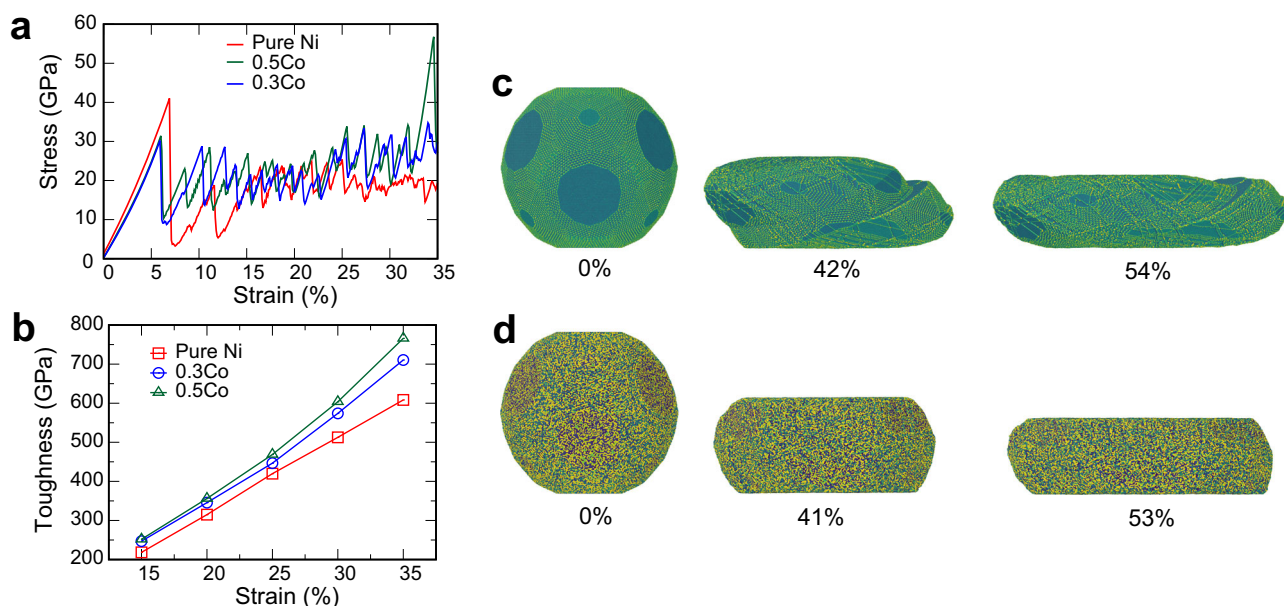 a
Stress (GPa)
60
50
40
30
20
10
0
Pure Ni
0.5Co
0.3Co
0 5 10 15 20 25 30 35
Strain (%)
b
Toughness (GPa)
800
700
600
500
400
300
200
Pure Ni
0.3Co
0.5Co
15 20 25 30 35
Strain (%)
c
0% 42% 54%
d
0% 41% 53%